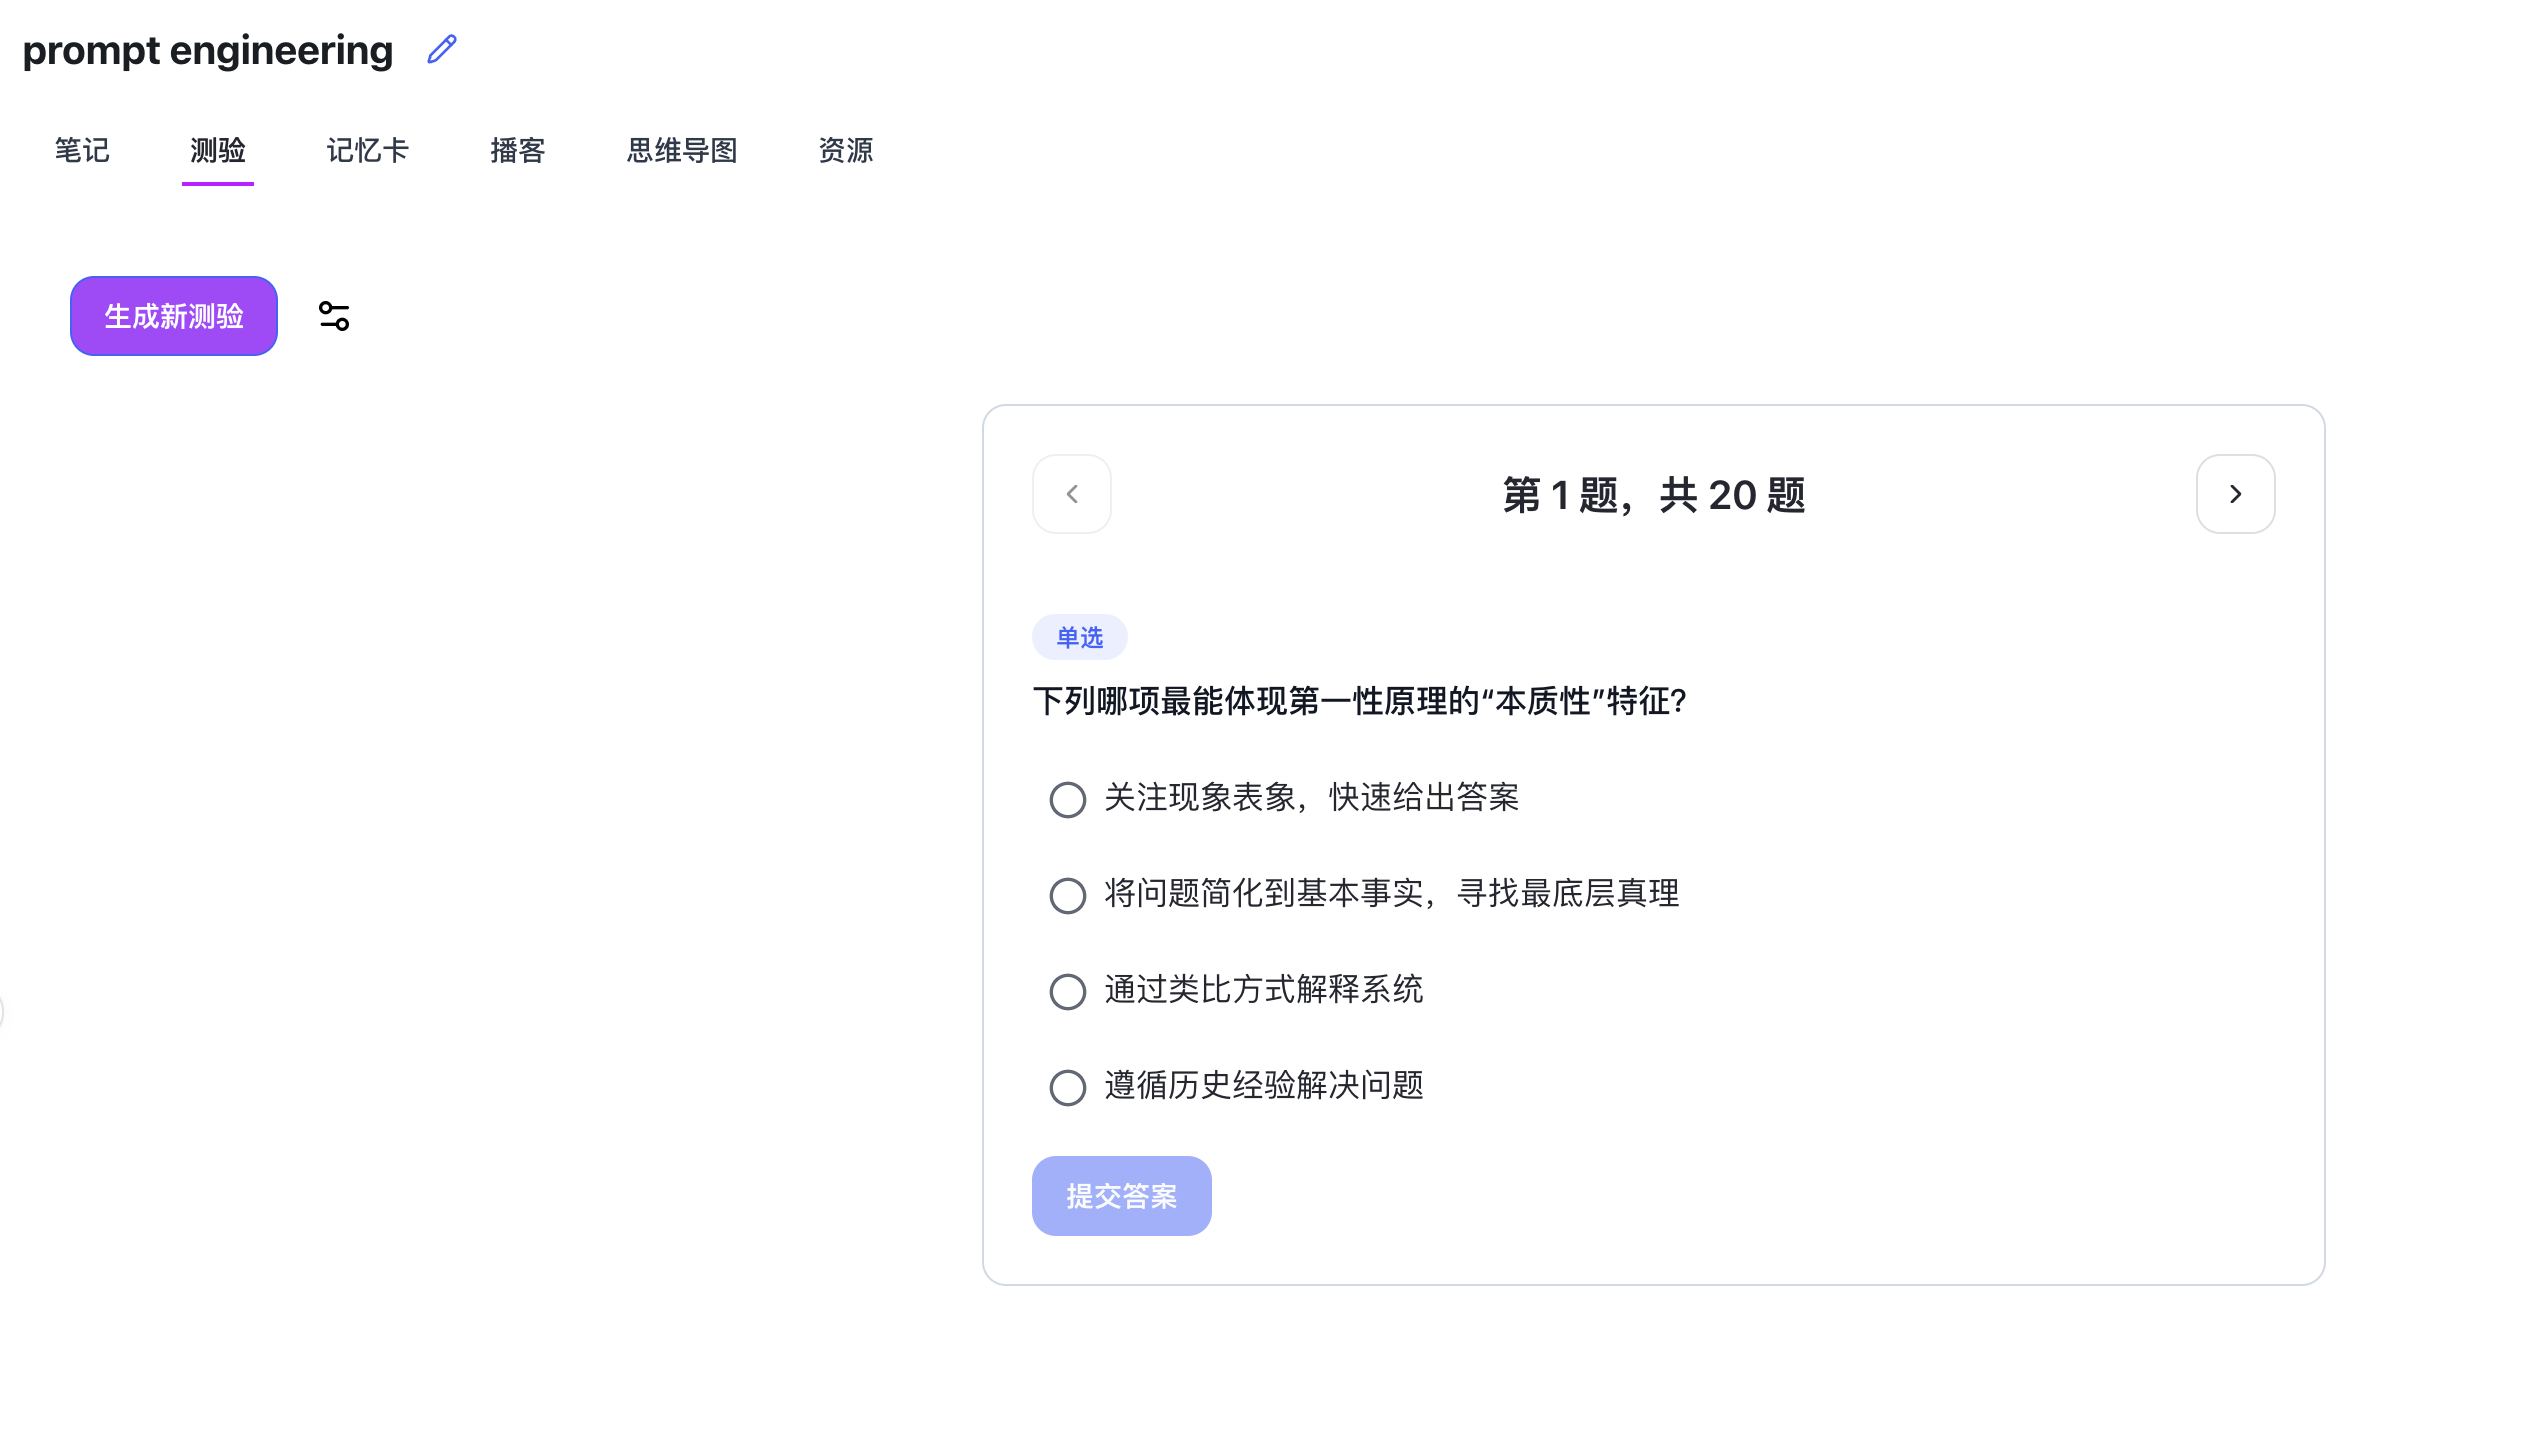 prompt engineering
笔记 测验 记忆卡 播客 思维导图 资源
生成新测验
第 1 题，共 20 题
单选
下列哪项最能体现第一性原理的“本质性”特征?
关注现象表象，快速给出答案
将问题简化到基本事实，寻找最底层真理
通过类比方式解释系统
遵循历史经验解决问题
提交答案